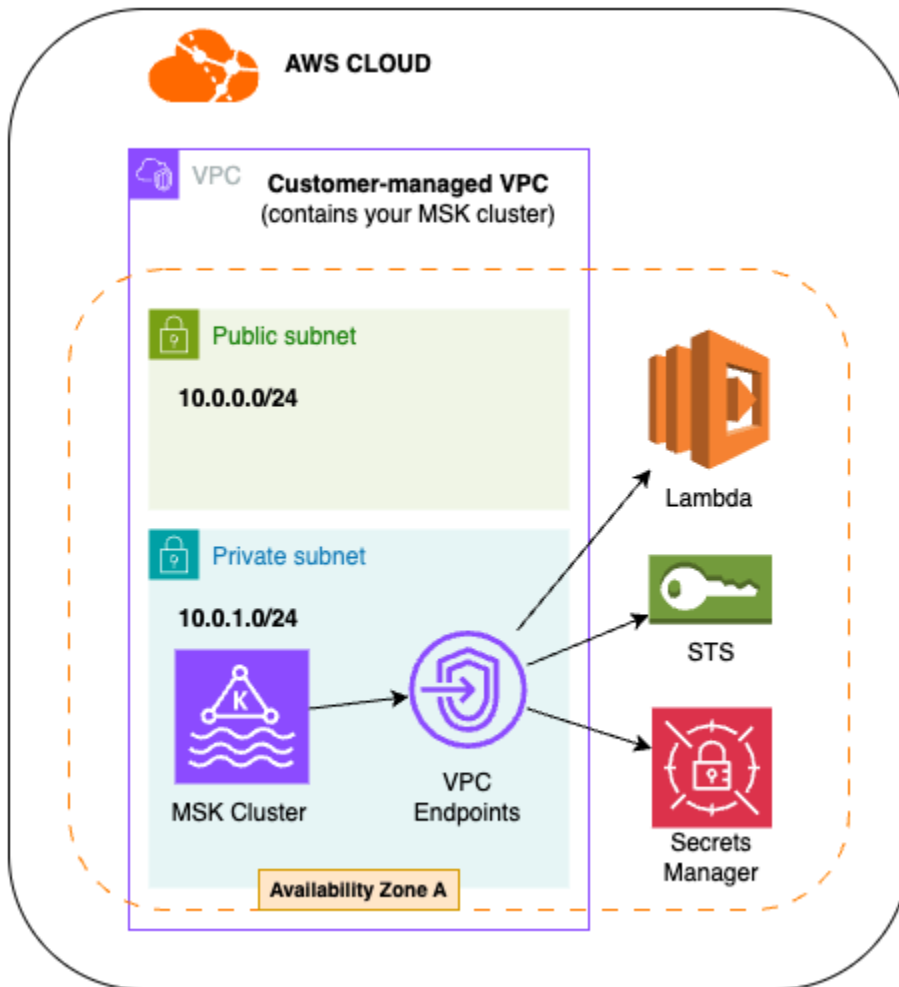 AWS CLOUD
VPC
Customer-managed VPC
(contains your MSK cluster)
Public subnet
10.0.0.0/24
Lambda
Private subnet
10.0.1.0/24
STS
K
MSK Cluster
VPC
Endpoints
Secrets
Manager
Availability Zone A